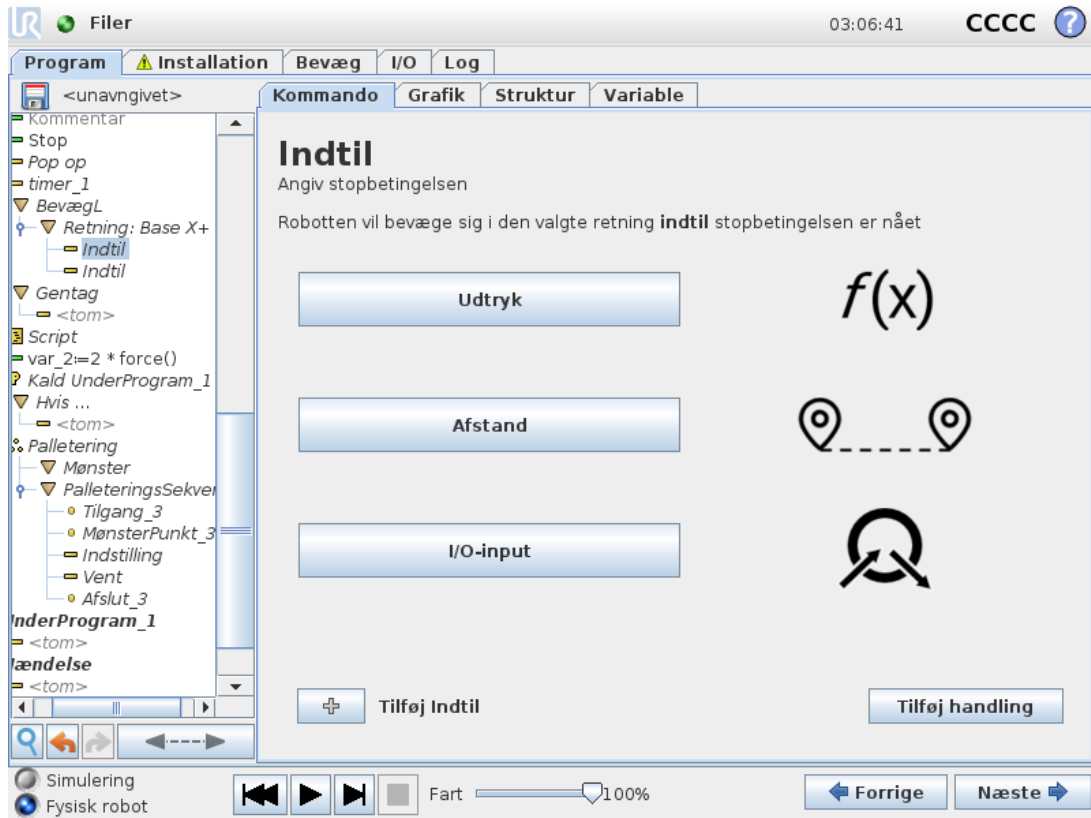 UR Filer 03:06:41 CCCC ?
Program Installation Bevæg I/O Log
<unavngivet>
Kommando Grafik Struktur Variable
Kommentar
Stop
Pop op
timer_1
BevægL
Retning: Base X+
Indtil
Indtil
Gentag
<tom>
Script
var_2:=2 * force()
Kald UnderProgram_1
Hvis ...
<tom>
Palletering
Mønster
PalleteringsSekve
Tilgang_3
MønsterPunkt_3
Indstilling
Vent
Afslut_3
nderProgram_1
<tom>
ændelse
<tom>
Indtil
Angiv stopbetingelsen
Robotten vil bevæge sig i den valgte retning indtil stopbetingelsen er nået
Udtryk f(x)
Afstand
I/O-input
Tilføj Indtil Tilføj handling
Simulering
Fysisk robot
Fart 100%
Forrige Næste